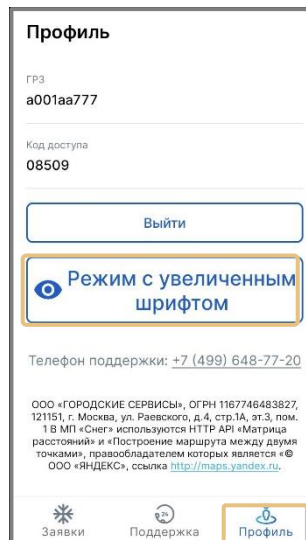 Профиль
ГРЗ
а001аа777
Код доступа
08509
Выйти
Режим с увеличенным
шрифтом
Телефон поддержки: +7 (499) 648-77-20
ООО «ГОРОДСКИЕ СЕРВИСЫ», ОГРН 1167746483827,
121151, г. Москва, ул. Раевского, д.4, стр.1А, эт.3, пом.
1 В МП «Снег» используются HTTP API «Матрица
расстояний» и «Построение маршрута между двумя
точками», правообладателем которых является «©
ООО «ЯНДЕКС», ссылка http://maps.yandex.ru.
24
Заявки
Поддержка
Профиль